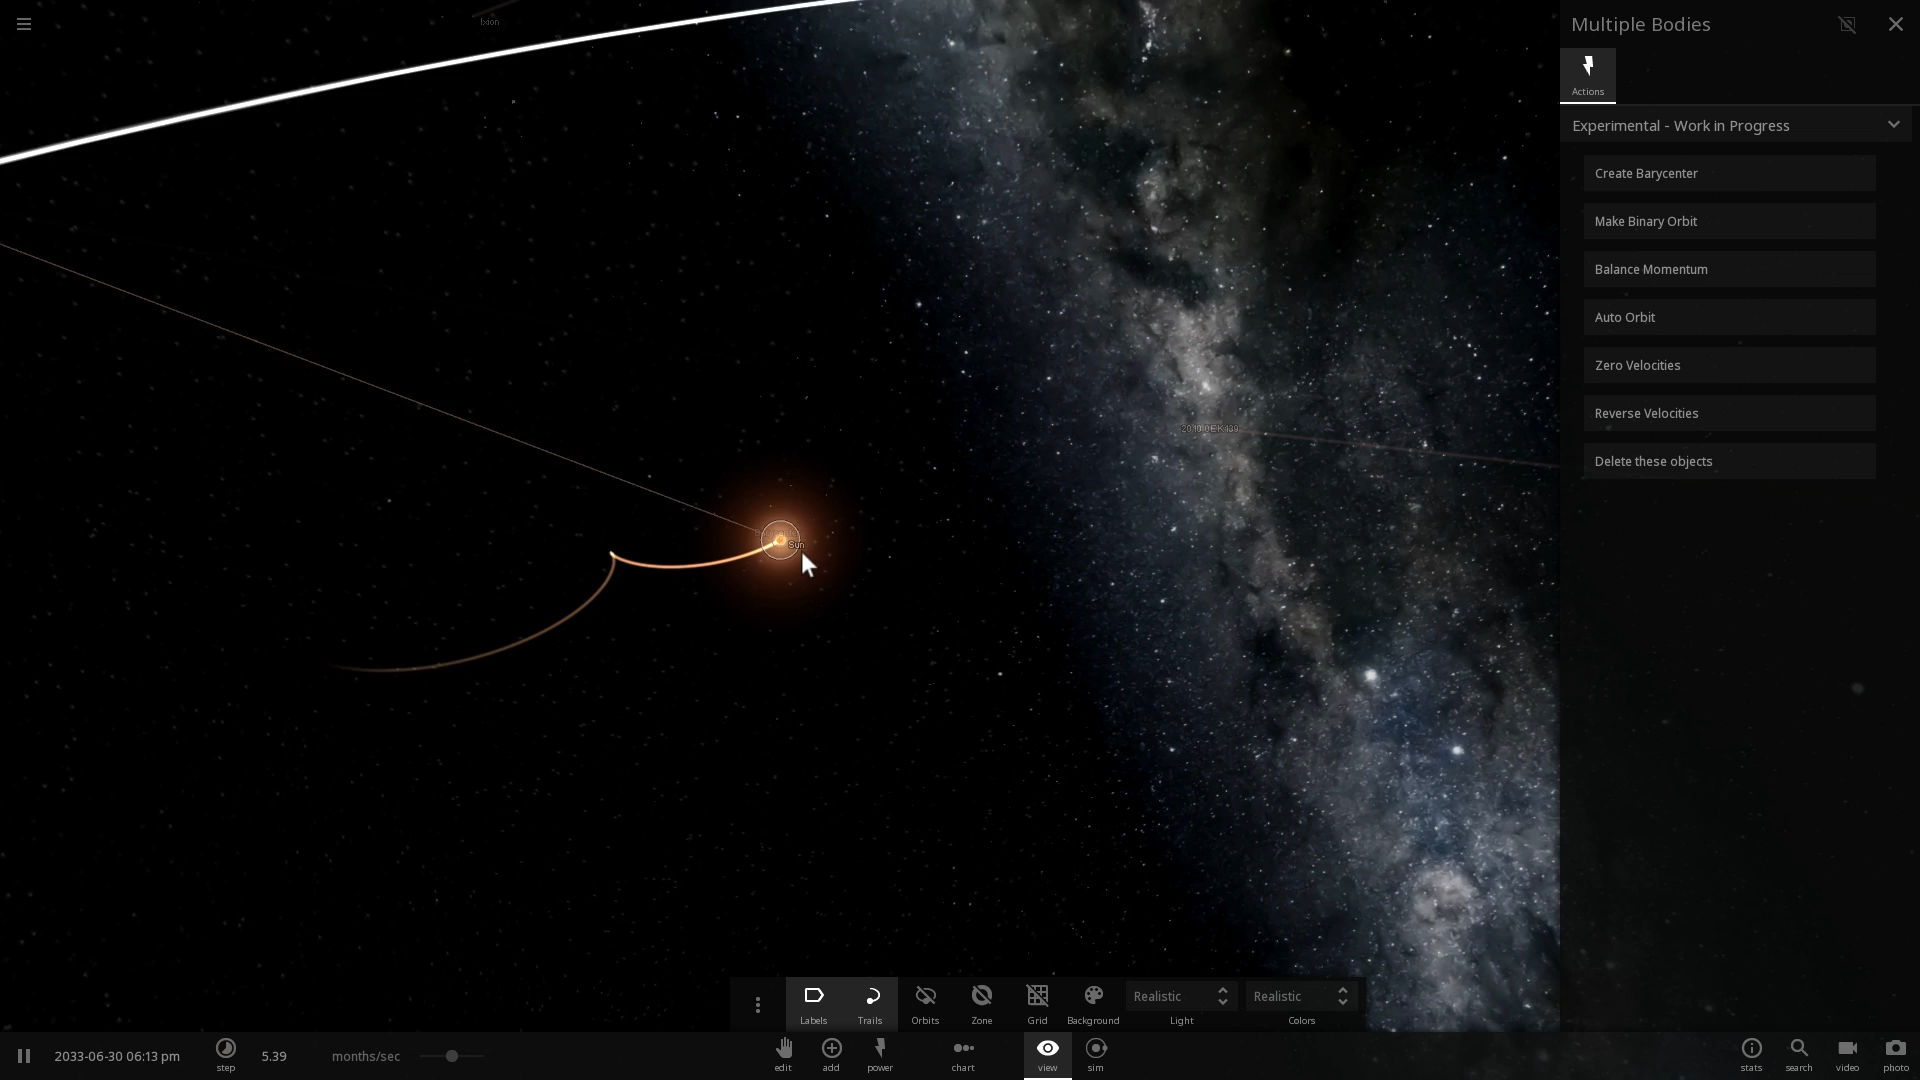 Ixion
Multiple Bodies
Actions
Experimental - Work in Progress
Create Barycenter
Make Binary Orbit
Balance Momentum
Auto Orbit
Zero Velocities
Reverse Velocities
Delete these objects
Sun
Labels
Trails
Orbits
Zone
Grid
Background
Realistic
Light
Realistic
Colors
2033-06-30 06:13 pm
step
5.39
months/sec
edit
add
power
chart
view
sim
stats
search
video
photo